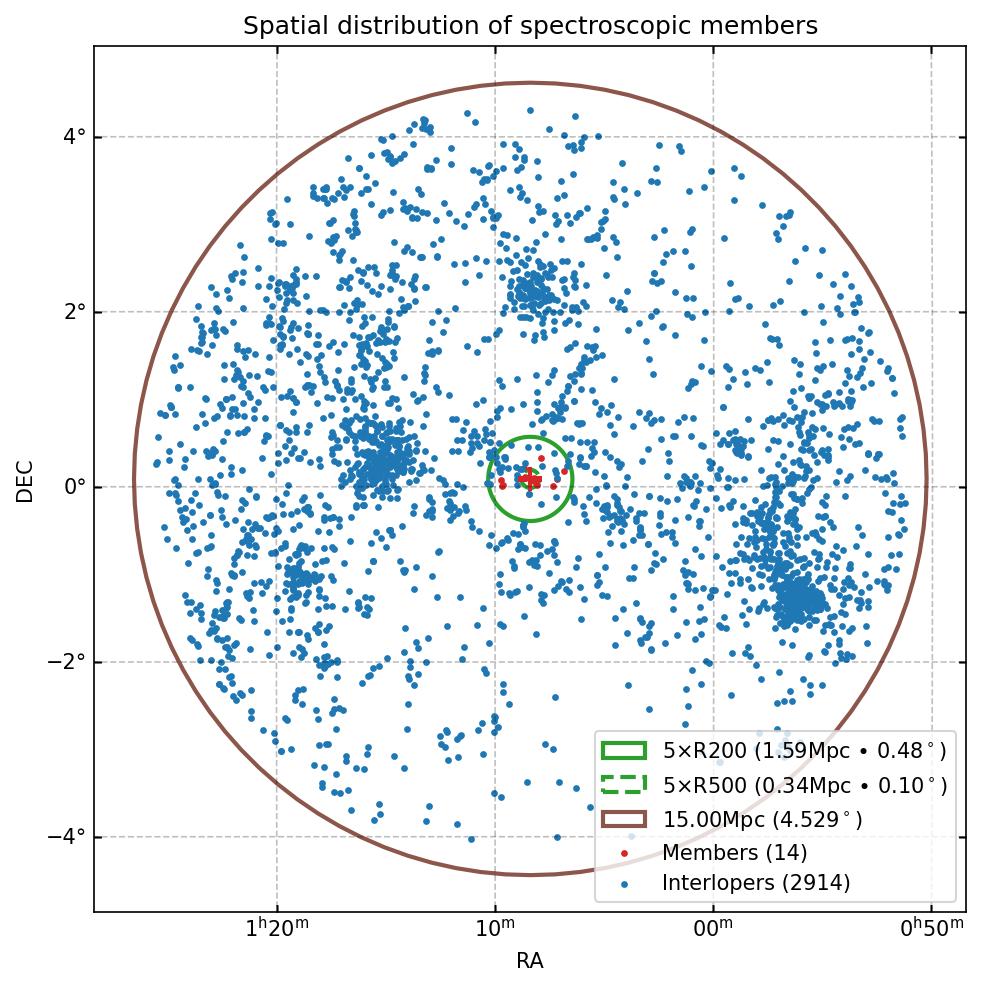 Spatial distribution of spectroscopic members
4°
2°
0°
−2°
−4°
DEC
5×R200 (1.59Mpc • 0.48°)
5×R500 (0.34Mpc • 0.10°)
15.00Mpc (4.529°)
Members (14)
Interlopers (2914)
1ʰ20ᵐ 10ᵐ 00ᵐ 0ʰ50ᵐ
RA